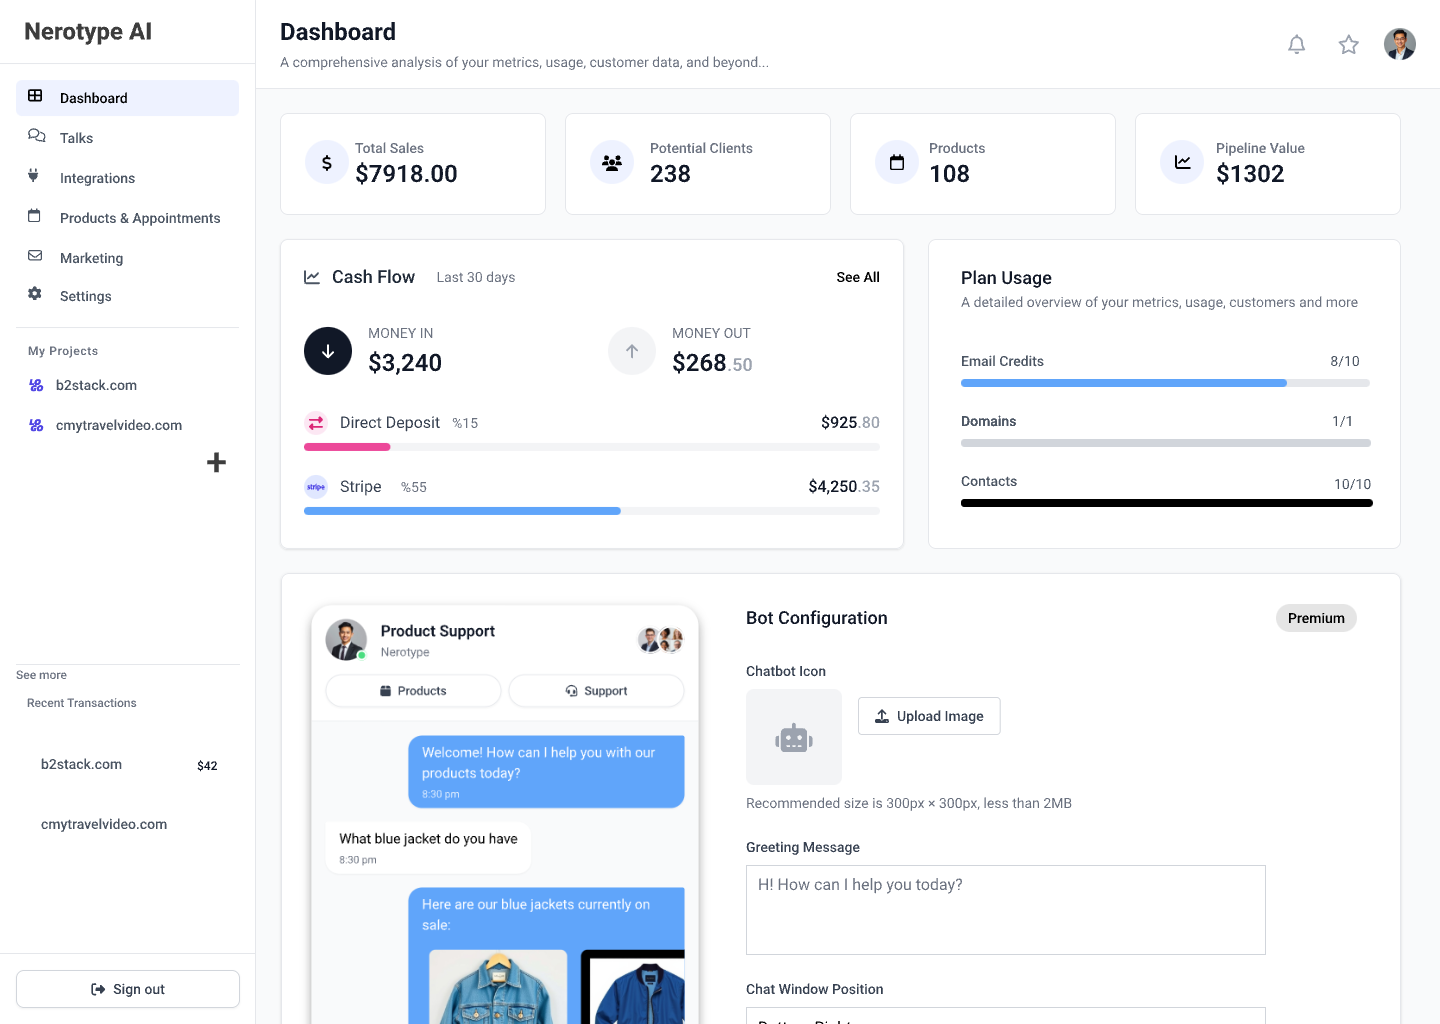 Nerotype AI
Dashboard
Talks
Integrations
Products & Appointments
Marketing
Settings
My Projects
b2stack.com
cmytravelvideo.com
See more
Recent Transactions
b2stack.com $42
cmytravelvideo.com
Sign out
Dashboard
A comprehensive analysis of your metrics, usage, customer data, and beyond...
Total Sales
$7918.00
Potential Clients
238
Products
108
Pipeline Value
$1302
Cash Flow Last 30 days See All
MONEY IN
$3,240
MONEY OUT
$268.50
Direct Deposit %15 $925.80
stripe Stripe %55 $4,250.35
Plan Usage
A detailed overview of your metrics, usage, customers and more
Email Credits 8/10
Domains 1/1
Contacts 10/10
Product Support
Nerotype
Products
Support
Welcome! How can I help you with our
products today?
8:30 pm
What blue jacket do you have
8:30 pm
Here are our blue jackets currently on
sale:
Bot Configuration Premium
Chatbot Icon
Upload Image
Recommended size is 300px × 300px, less than 2MB
Greeting Message
H! How can I help you today?
Chat Window Position